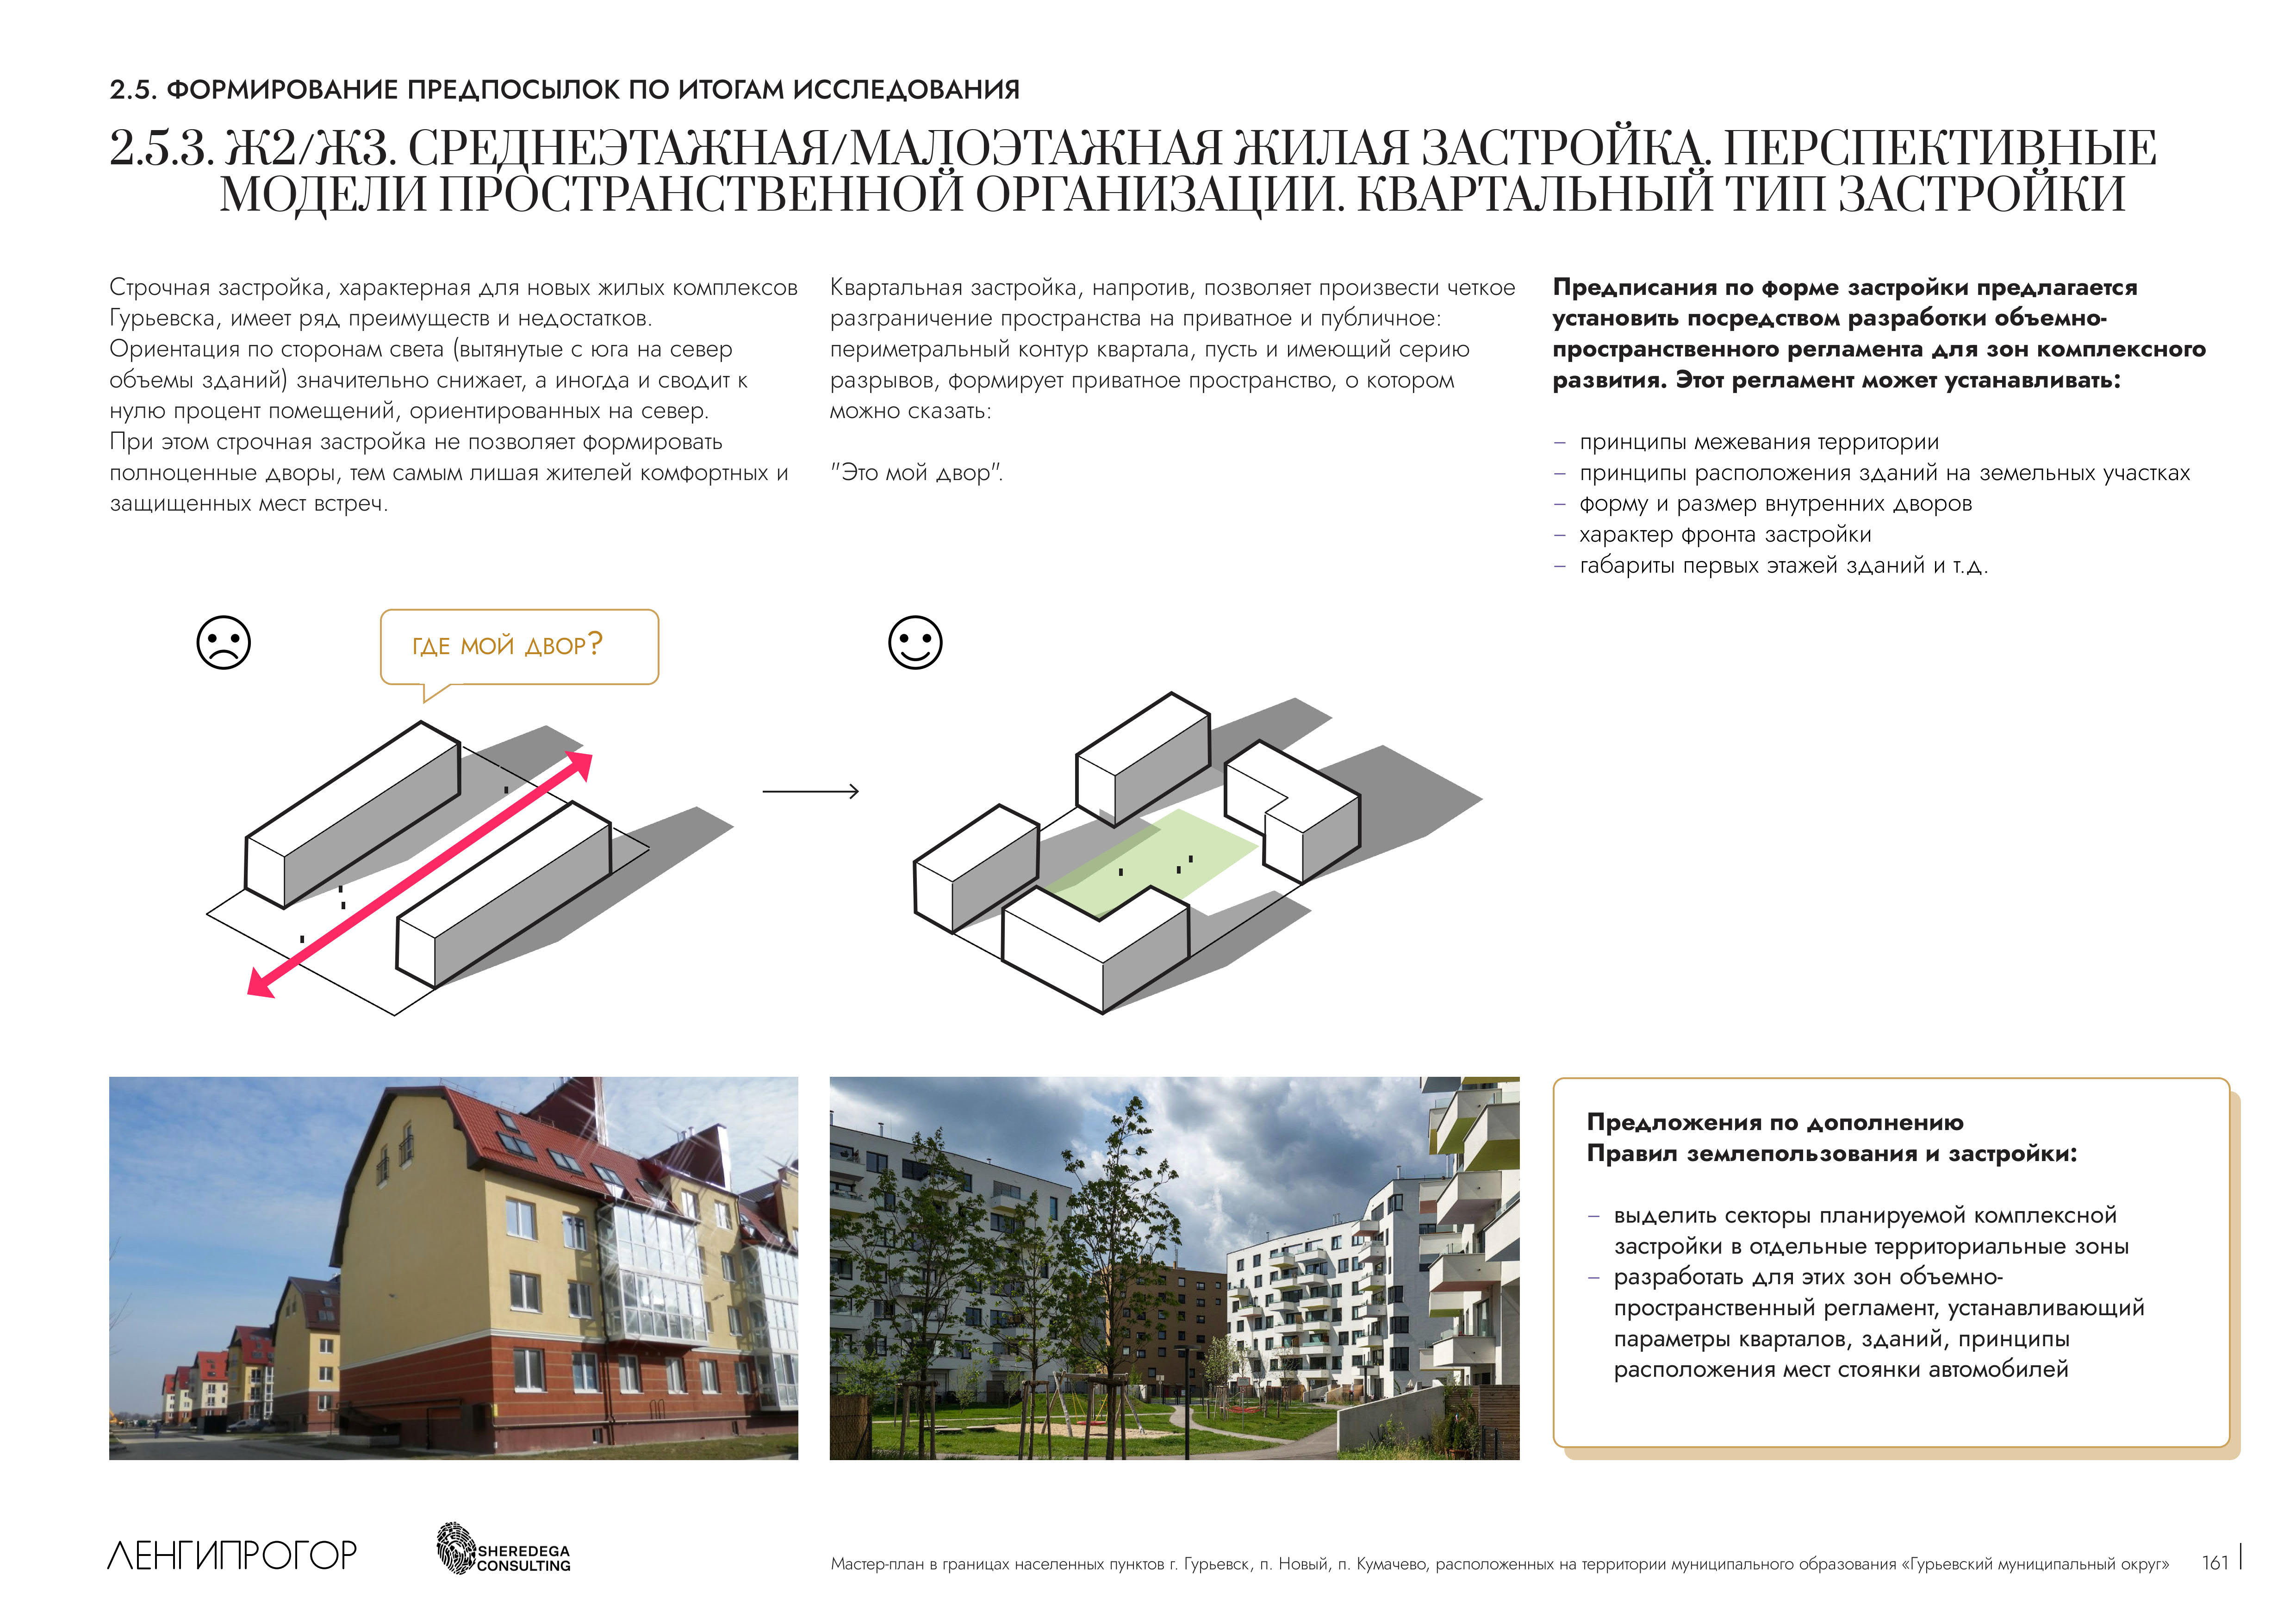 2.5. ФОРМИРОВАНИЕ ПРЕДПОСЫЛОК ПО ИТОГАМ ИССЛЕДОВАНИЯ
2.5.3. Ж2/Ж3. СРЕДНЕЭТАЖНАЯ/МАЛОЭТАЖНАЯ ЖИЛАЯ ЗАСТРОЙКА. ПЕРСПЕКТИВНЫЕ
МОДЕЛИ ПРОСТРАНСТВЕННОЙ ОРГАНИЗАЦИИ. КВАРТАЛЬНЫЙ ТИП ЗАСТРОЙКИ
Строчная застройка, характерная для новых жилых комплексов
Гурьевска, имеет ряд преимуществ и недостатков.
Ориентация по сторонам света (вытянутые с юга на север
объемы зданий) значительно снижает, а иногда и сводит к
нулю процент помещений, ориентированных на север.
При этом строчная застройка не позволяет формировать
полноценные дворы, тем самым лишая жителей комфортных и
защищенных мест встреч.
Квартальная застройка, напротив, позволяет произвести четкое
разграничение пространства на приватное и публичное:
периметральный контур квартала, пусть и имеющий серию
разрывов, формирует приватное пространство, о котором
можно сказать:
"Это мой двор".
Предписания по форме застройки предлагается
установить посредством разработки объемно-
пространственного регламента для зон комплексного
развития. Этот регламент может устанавливать:
– принципы межевания территории
– принципы расположения зданий на земельных участках
– форму и размер внутренних дворов
– характер фронта застройки
– габариты первых этажей зданий и т.д.
ГДЕ МОЙ ДВОР?
Предложения по дополнению
Правил землепользования и застройки:
– выделить секторы планируемой комплексной
застройки в отдельные территориальные зоны
– разработать для этих зон объемно-
пространственный регламент, устанавливающий
параметры кварталов, зданий, принципы
расположения мест стоянки автомобилей
ЛЕНГИПРОГОР
SHEREDEGA
CONSULTING
Мастер-план в границах населенных пунктов г. Гурьевск, п. Новый, п. Кумачево, расположенных на территории муниципального образования «Гурьевский муниципальный округ»
161